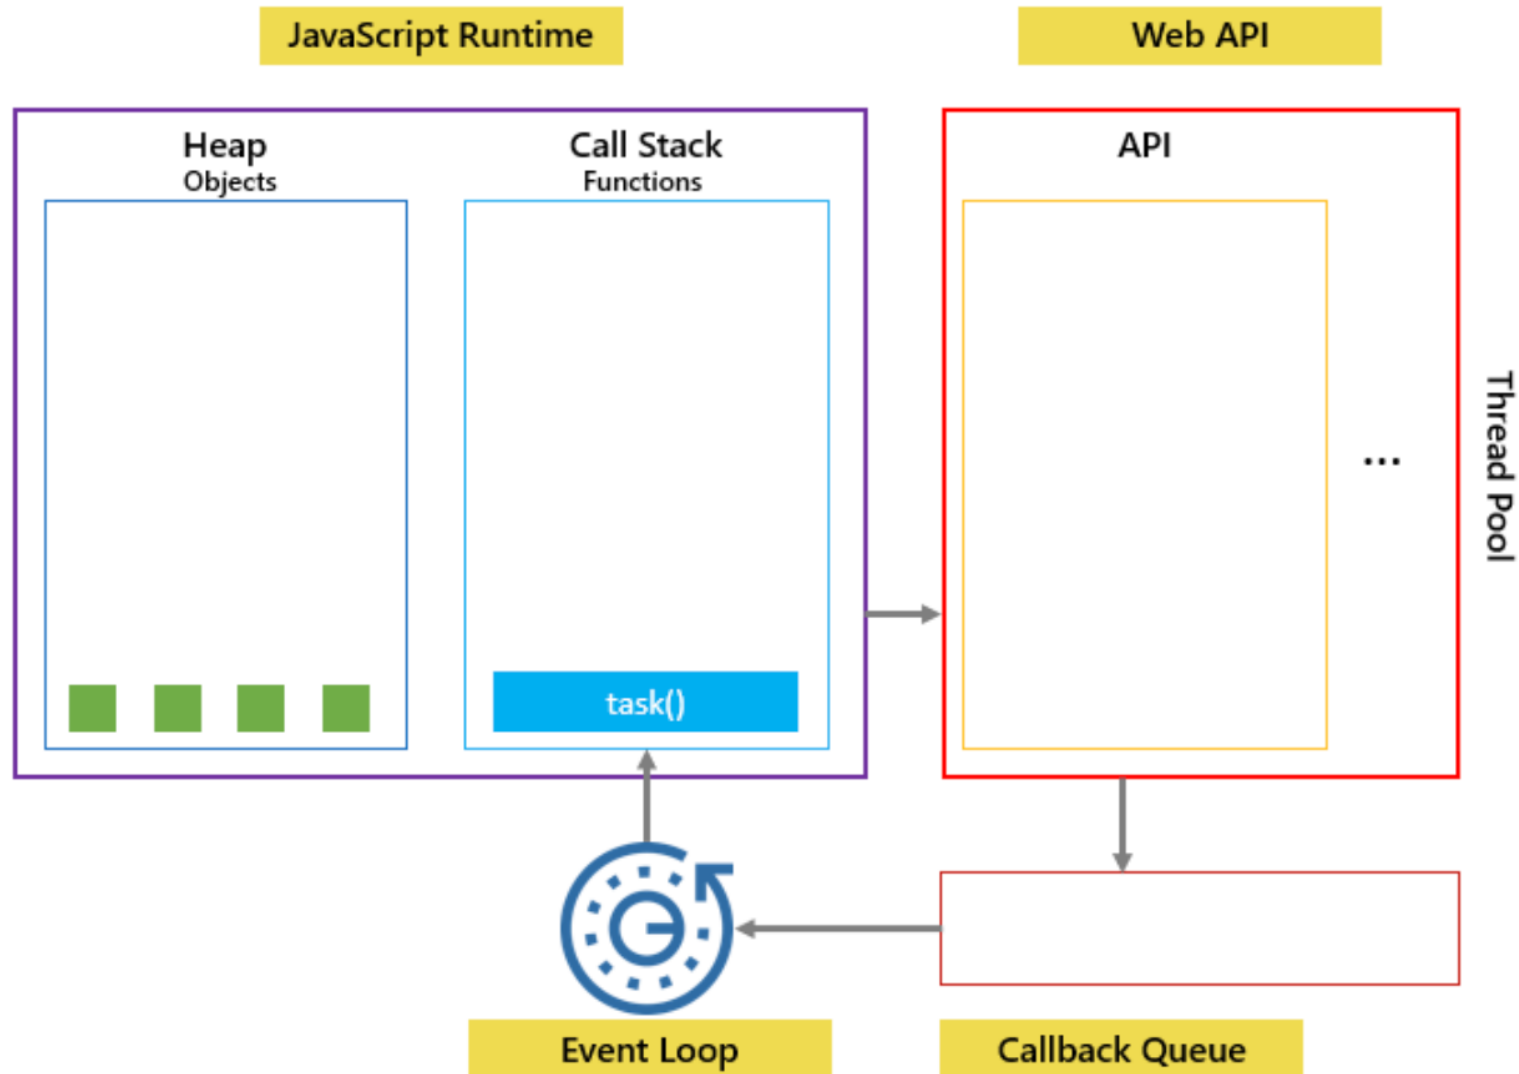 JavaScript Runtime
Web API
Heap
Objects
Call Stack
Functions
API
...
Thread Pool
task()
Event Loop
Callback Queue